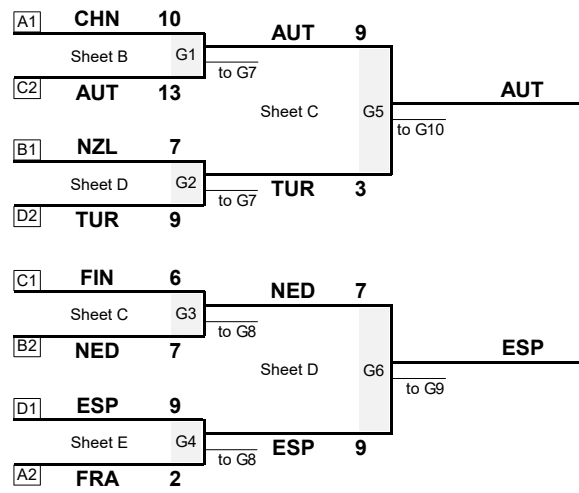 A1 CHN 10
Sheet B G1
C2 AUT 13
to G7
AUT 9
Sheet C G5
TUR 3
to G10
AUT
B1 NZL 7
Sheet D G2
D2 TUR 9
to G7
C1 FIN 6
Sheet C G3
B2 NED 7
to G8
NED 7
Sheet D G6
ESP 9
to G9
ESP
D1 ESP 9
Sheet E G4
A2 FRA 2
to G8